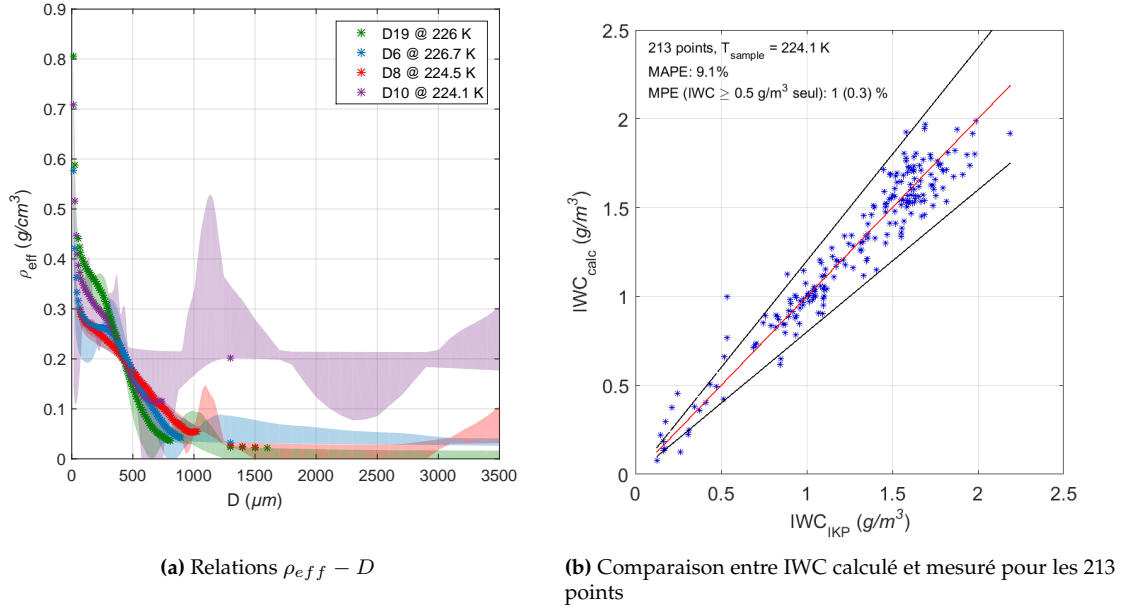 0.9
0.8
0.7
0.6
0.5
0.4
0.3
0.2
0.1
0
ρeff (g/cm³)
D19 @ 226 K
D6 @ 226.7 K
D8 @ 224.5 K
D10 @ 224.1 K
0 500 1000 1500 2000 2500 3000 3500
D (μm)
(a) Relations ρeff − D
2.5
2
1.5
1
0.5
0
IWCcalc (g/m³)
213 points, Tsample = 224.1 K
MAPE: 9.1%
MPE (IWC ≥ 0.5 g/m³ seul): 1 (0.3) %
0 0.5 1 1.5 2 2.5
IWCIKP (g/m³)
(b) Comparaison entre IWC calculé et mesuré pour les 213
points